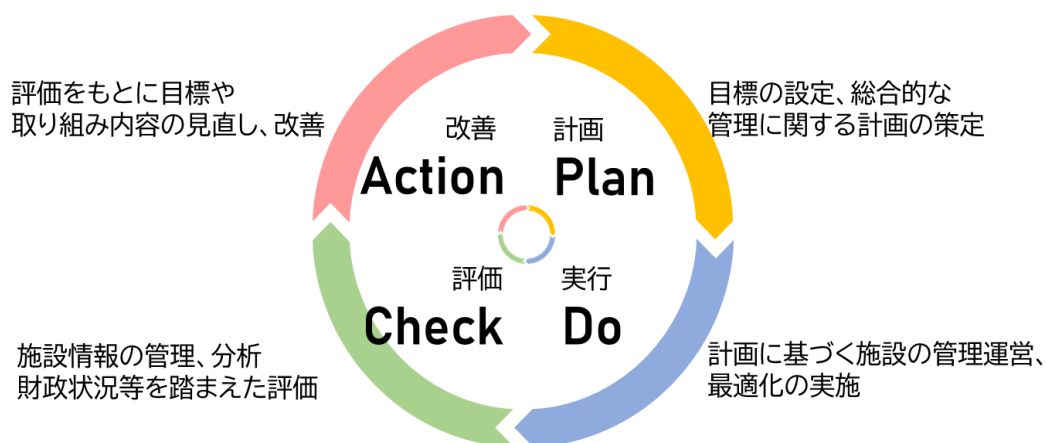 評価をもとに目標や
取り組み内容の見直し、改善
改善
Action
計画
Plan
目標の設定、総合的な
管理に関する計画の策定
評価
Check
実行
Do
施設情報の管理、分析
財政状況等を踏まえた評価
計画に基づく施設の管理運営、
最適化の実施